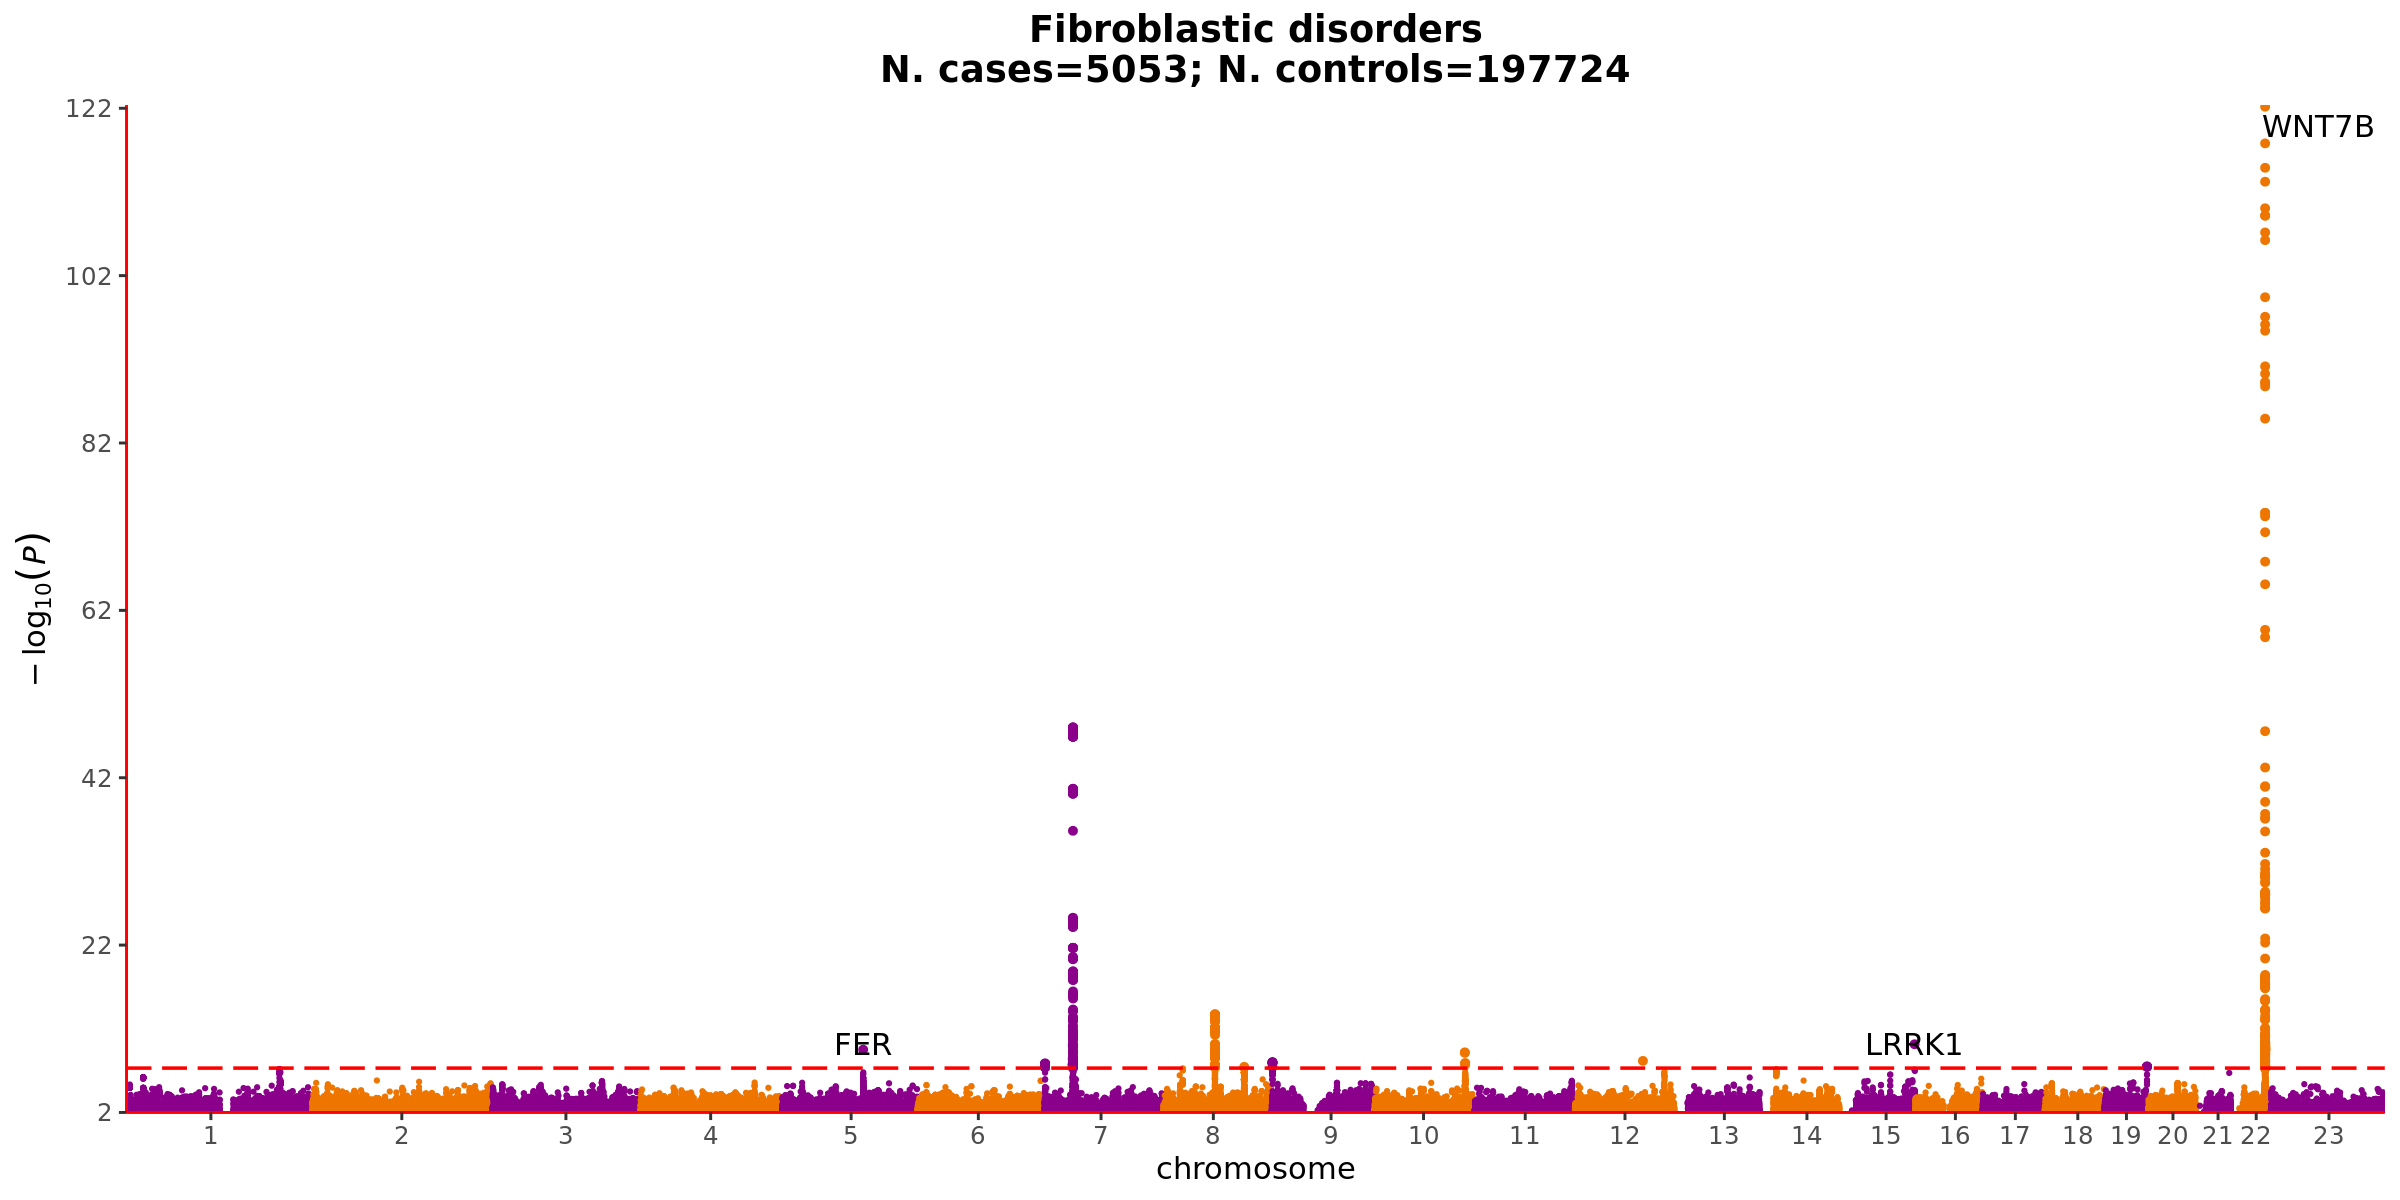 Fibroblastic disorders
N. cases=5053; N. controls=197724
122
WNT7B
102
82
−log10(P)
62
42
22
FER
LRRK1
2
1 2 3 4 5 6 7 8 9 10 11 12 13 14 15 16 17 18 19 20 21 22 23
chromosome